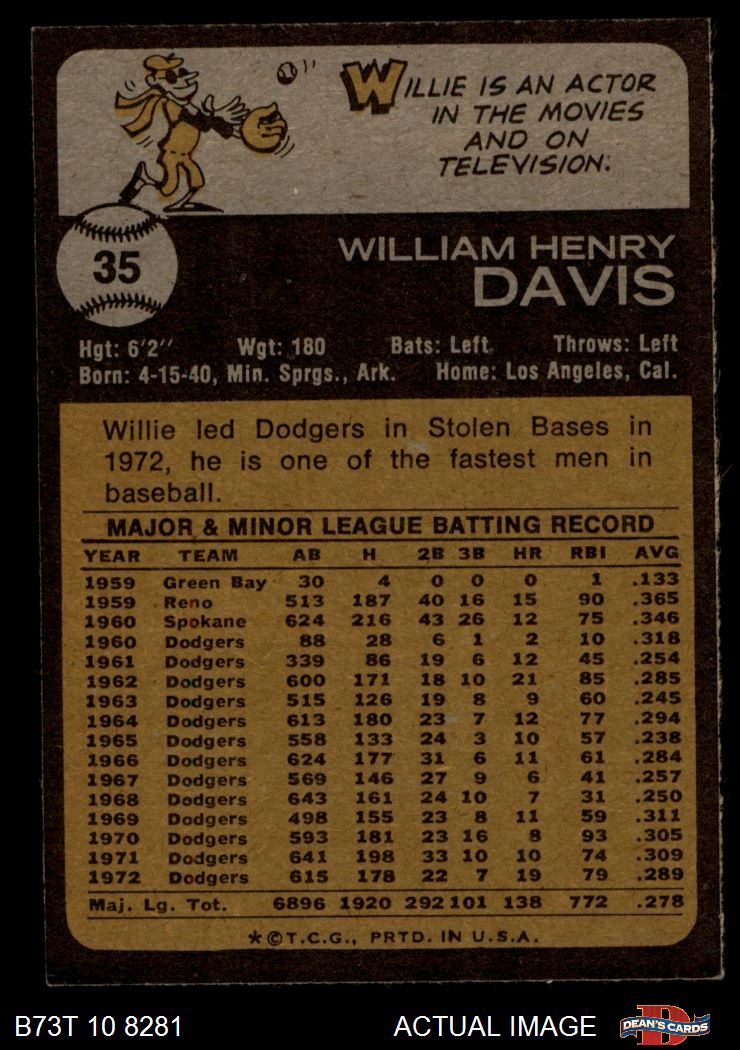 WILLIE IS AN ACTOR
IN THE MOVIES
AND ON
TELEVISION.
35
WILLIAM HENRY
DAVIS
Hgt: 6'2" Wgt: 180 Bats: Left Throws: Left
Born: 4-15-40, Min. Sprgs., Ark. Home: Los Angeles, Cal.
Willie led Dodgers in Stolen Bases in
1972, he is one of the fastest men in
baseball.
MAJOR & MINOR LEAGUE BATTING RECORD
YEAR TEAM AB H 2B 3B HR RBI AVG
1959 Green Bay 30 4 0 0 0 1 .133
1959 Reno 513 187 40 16 15 90 .365
1960 Spokane 624 216 43 26 12 75 .346
1960 Dodgers 88 28 6 1 2 10 .318
1961 Dodgers 339 86 19 6 12 45 .254
1962 Dodgers 600 171 18 10 21 85 .285
1963 Dodgers 515 126 19 8 9 60 .245
1964 Dodgers 613 180 23 7 12 77 .294
1965 Dodgers 558 133 24 3 10 57 .238
1966 Dodgers 624 177 31 6 11 61 .284
1967 Dodgers 569 146 27 9 6 41 .257
1968 Dodgers 643 161 24 10 7 31 .250
1969 Dodgers 498 155 23 8 11 59 .311
1970 Dodgers 593 181 23 16 8 93 .305
1971 Dodgers 641 198 33 10 10 74 .309
1972 Dodgers 615 178 22 7 19 79 .289
Maj. Lg. Tot. 6896 1920 292 101 138 772 .278
*©T.C.G., PRTD. IN U.S.A.
B73T 10 8281 ACTUAL IMAGE DEAN'S CARDS